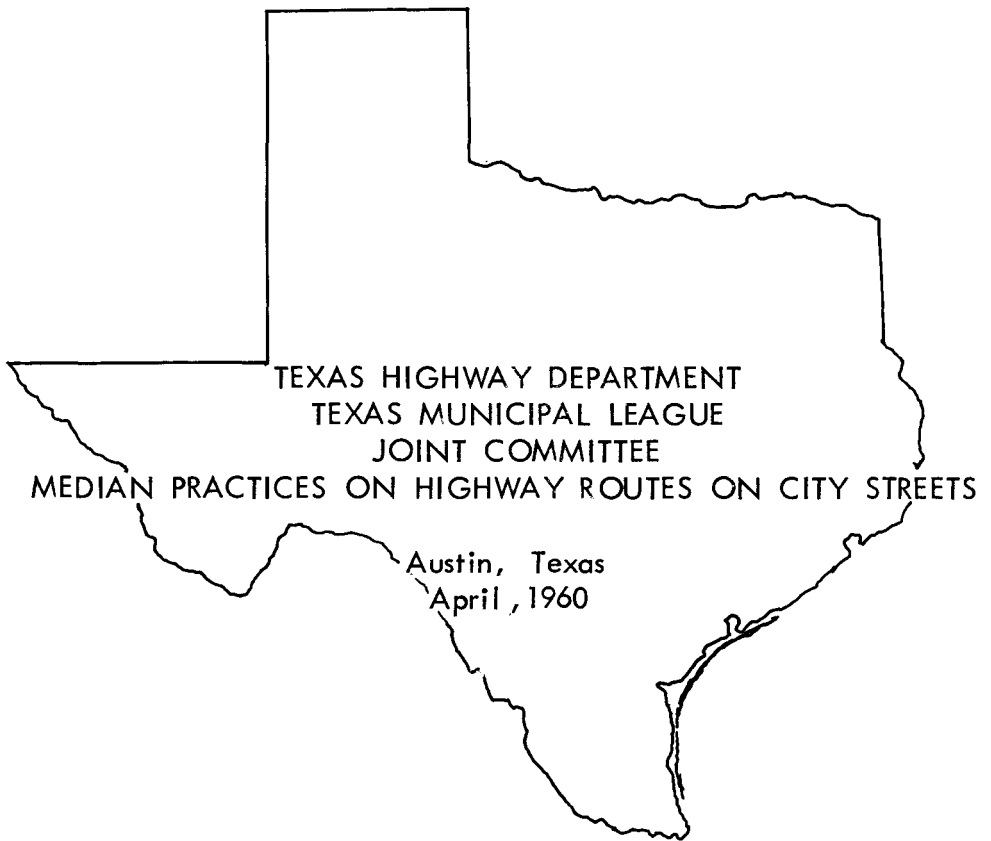 TEXAS HIGHWAY DEPARTMENT
TEXAS MUNICIPAL LEAGUE
JOINT COMMITTEE
MEDIAN PRACTICES ON HIGHWAY ROUTES ON CITY STREETS
Austin, Texas
April, 1960